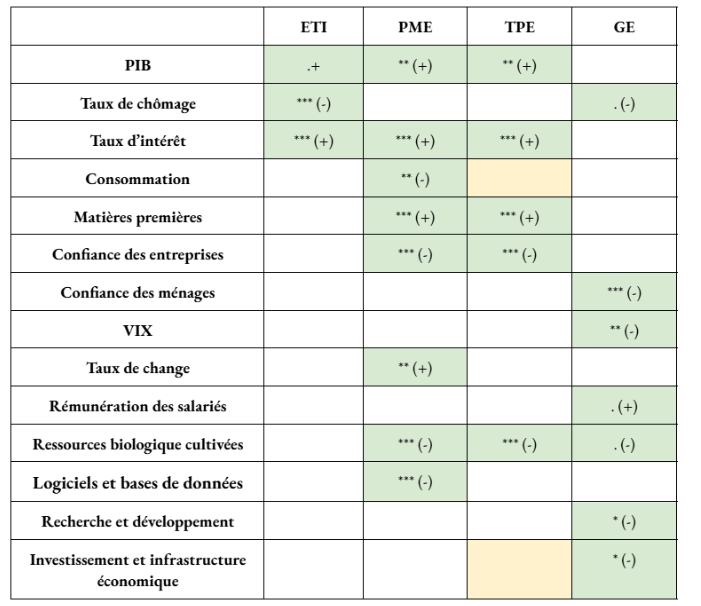 ETI PME TPE GE
PIB .+ ** (+) ** (+)
Taux de chômage *** (-) . (-)
Taux d'intérêt *** (+) *** (+) *** (+)
Consommation ** (-)
Matières premières *** (+) *** (+)
Confiance des entreprises *** (-) *** (-)
Confiance des ménages *** (-)
VIX ** (-)
Taux de change ** (+)
Rémunération des salariés . (+)
Ressources biologique cultivées *** (-) *** (-) . (-)
Logiciels et bases de données *** (-)
Recherche et développement * (-)
Investissement et infrastructure * (-)
économique